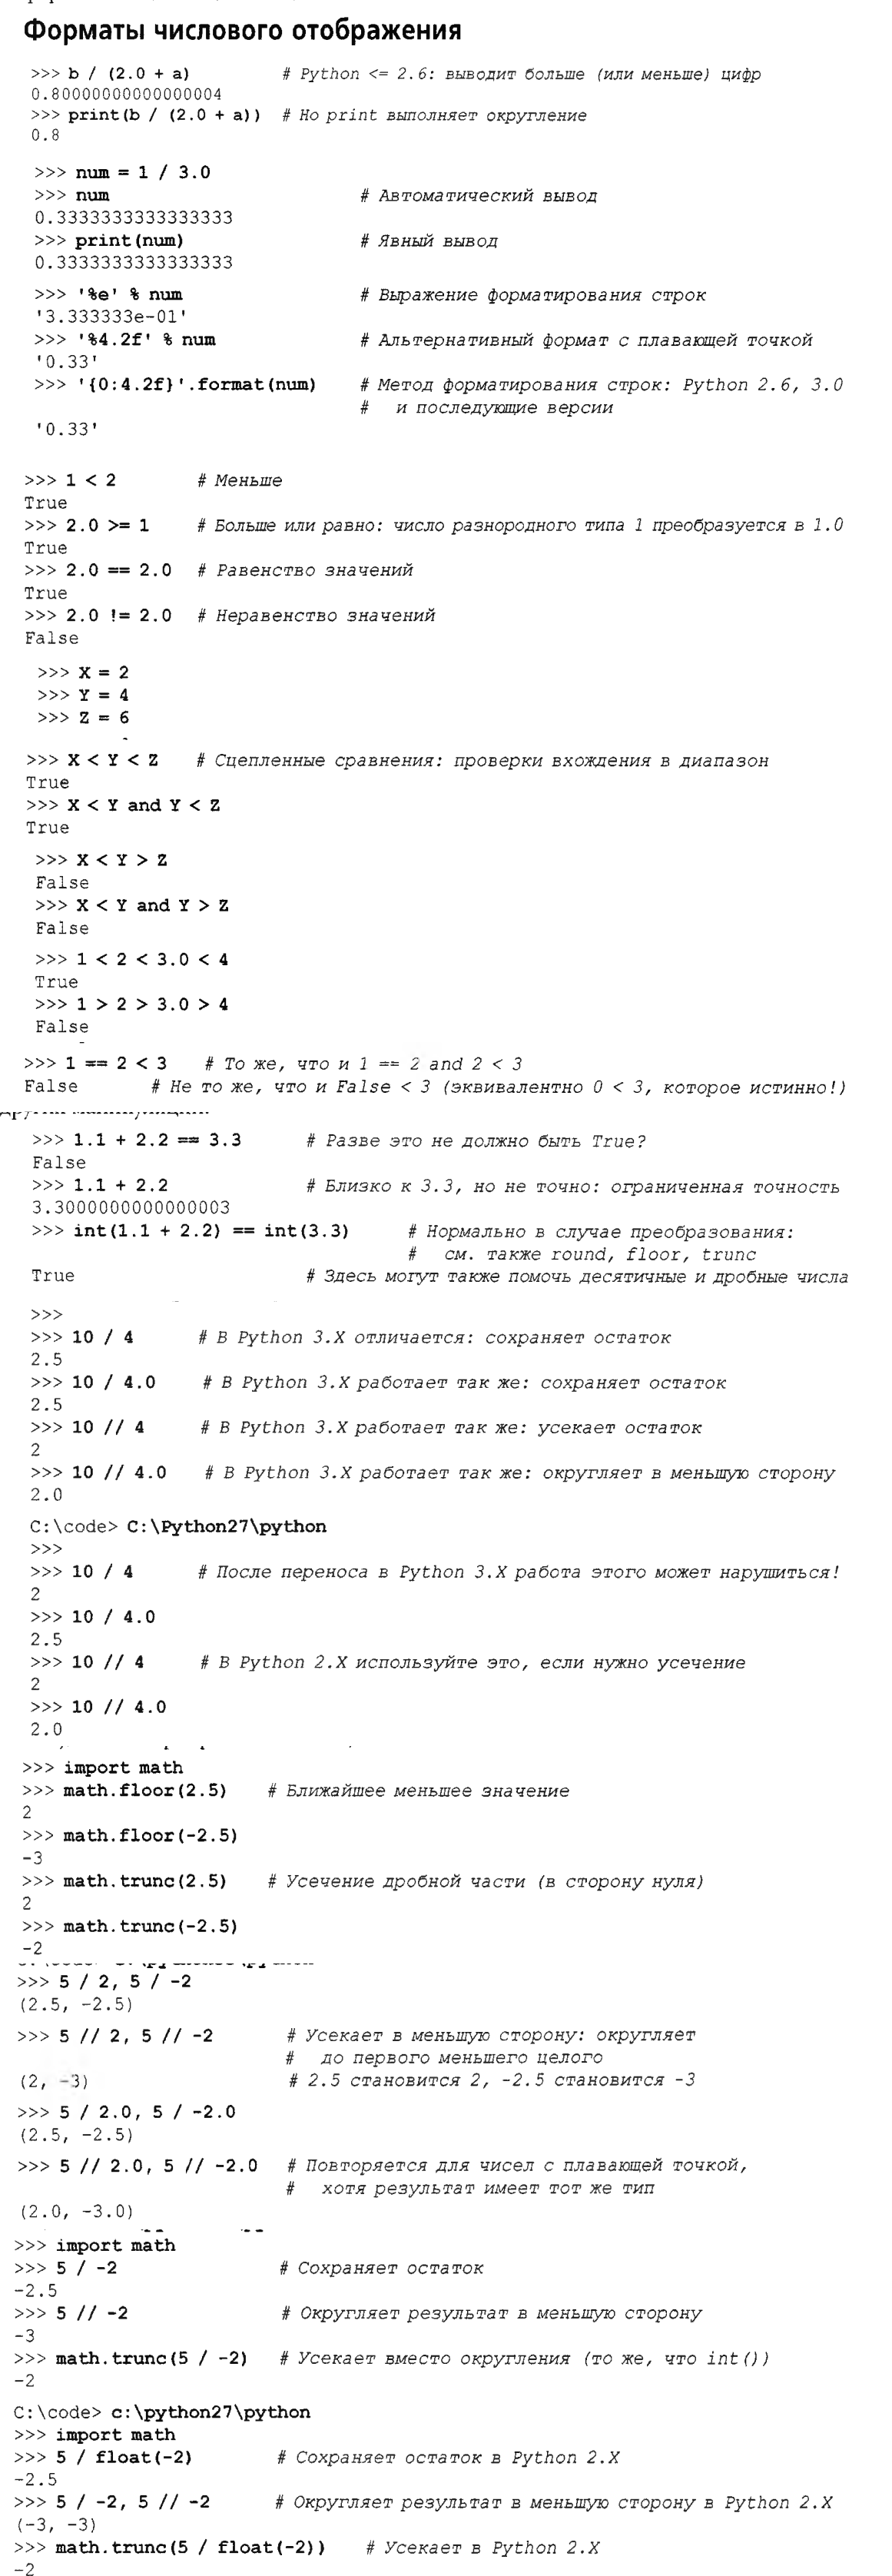 Форматы числового отображения
>>> b / (2.0 + a)          # Python <= 2.6: выводит больше (или меньше) цифр
0.80000000000000004
>>> print(b / (2.0 + a))  # Но print выполняет округление
0.8
>>> num = 1 / 3.0
>>> num                             # Автоматический вывод
0.3333333333333333
>>> print(num)                      # Явный вывод
0.3333333333333333
>>> '%e' % num                      # Выражение форматирования строк
'3.333333e-01'
>>> '%4.2f' % num                   # Альтернативный формат с плавающей точкой
'0.33'
>>> '{0:4.2f}'.format(num)     # Метод форматирования строк: Python 2.6, 3.0
#   и последующие версии
'0.33'
>>> 1 < 2          # Меньше
True
>>> 2.0 >= 1     # Больше или равно: число разнородного типа 1 преобразуется в 1.0
True
>>> 2.0 == 2.0   # Равенство значений
True
>>> 2.0 != 2.0   # Неравенство значений
False
>>> X = 2
>>> Y = 4
>>> Z = 6
>>> X < Y < Z    # Сцепленные сравнения: проверки вхождения в диапазон
True
>>> X < Y and Y < Z
True
>>> X < Y > Z
False
>>> X < Y and Y > Z
False
>>> 1 < 2 < 3.0 < 4
True
>>> 1 > 2 > 3.0 > 4
False
>>> 1 == 2 < 3    # То же, что и 1 == 2 and 2 < 3
False        # Не то же, что и False < 3 (эквивалентно 0 < 3, которое истинно!)
>>> 1.1 + 2.2 == 3.3       # Разве это не должно быть True?
False
>>> 1.1 + 2.2              # Близко к 3.3, но не точно: ограниченная точность
3.3000000000000003
>>> int(1.1 + 2.2) == int(3.3)       # Нормально в случае преобразования:
#   см. также round, floor, trunc
True                       # Здесь могут также помочь десятичные и дробные числа
>>>
>>> 10 / 4       # В Python 3.X отличается: сохраняет остаток
2.5
>>> 10 / 4.0     # В Python 3.X работает так же: сохраняет остаток
2.5
>>> 10 // 4      # В Python 3.X работает так же: усекает остаток
2
>>> 10 // 4.0    # В Python 3.X работает так же: округляет в меньшую сторону
2.0
C:\code> C:\Python27\python
>>>
>>> 10 / 4       # После переноса в Python 3.X работа этого может нарушиться!
2
>>> 10 / 4.0
2.5
>>> 10 // 4      # В Python 2.X используйте это, если нужно усечение
2
>>> 10 // 4.0
2.0
>>> import math
>>> math.floor(2.5)    # Ближайшее меньшее значение
2
>>> math.floor(-2.5)
-3
>>> math.trunc(2.5)    # Усечение дробной части (в сторону нуля)
2
>>> math.trunc(-2.5)
-2
>>> 5 / 2, 5 / -2
(2.5, -2.5)
>>> 5 // 2, 5 // -2        # Усекает в меньшую сторону: округляет
#   до первого меньшего целого
(2, -3)                    # 2.5 становится 2, -2.5 становится -3
>>> 5 / 2.0, 5 / -2.0
(2.5, -2.5)
>>> 5 // 2.0, 5 // -2.0    # Повторяется для чисел с плавающей точкой,
#   хотя результат имеет тот же тип
(2.0, -3.0)
>>> import math
>>> 5 / -2                 # Сохраняет остаток
-2.5
>>> 5 // -2                # Округляет результат в меньшую сторону
-3
>>> math.trunc(5 / -2)    # Усекает вместо округления (то же, что int())
-2
C:\code> c:\python27\python
>>> import math
>>> 5 / float(-2)         # Сохраняет остаток в Python 2.X
-2.5
>>> 5 / -2, 5 // -2       # Округляет результат в меньшую сторону в Python 2.X
(-3, -3)
>>> math.trunc(5 / float(-2))    # Усекает в Python 2.X
-2